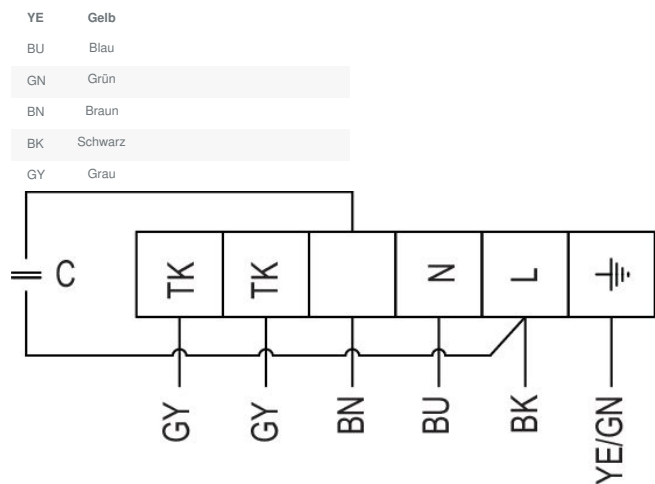 YE Gelb
BU Blau
GN Grün
BN Braun
BK Schwarz
GY Grau
C TK TK N L
GY GY BN BU BK YE/GN